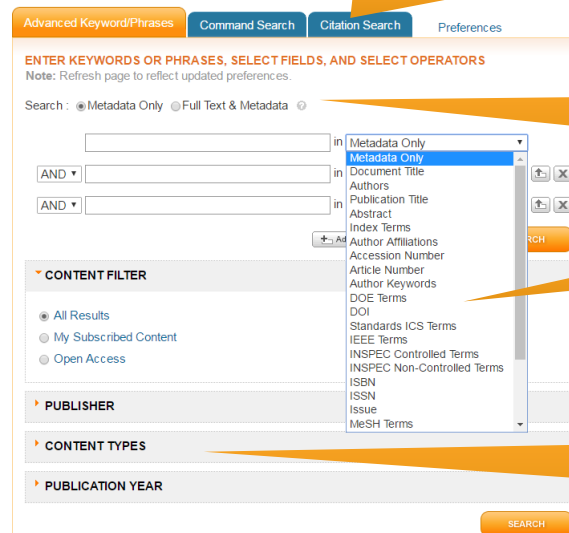 Advanced Keyword/Phrases Command Search Citation Search Preferences
ENTER KEYWORDS OR PHRASES, SELECT FIELDS, AND SELECT OPERATORS
Note: Refresh page to reflect updated preferences.
Search : Metadata Only Full Text & Metadata ?
in Metadata Only
Metadata Only
AND in Document Title
Authors
AND in Publication Title
Abstract
Index Terms
Ad Author Affiliations RCH
Accession Number
Article Number
Author Keywords
DOE Terms
DOI
Standards ICS Terms
IEEE Terms
INSPEC Controlled Terms
INSPEC Non-Controlled Terms
ISBN
ISSN
Issue
MeSH Terms
CONTENT FILTER
All Results
My Subscribed Content
Open Access
PUBLISHER
CONTENT TYPES
PUBLICATION YEAR
SEARCH